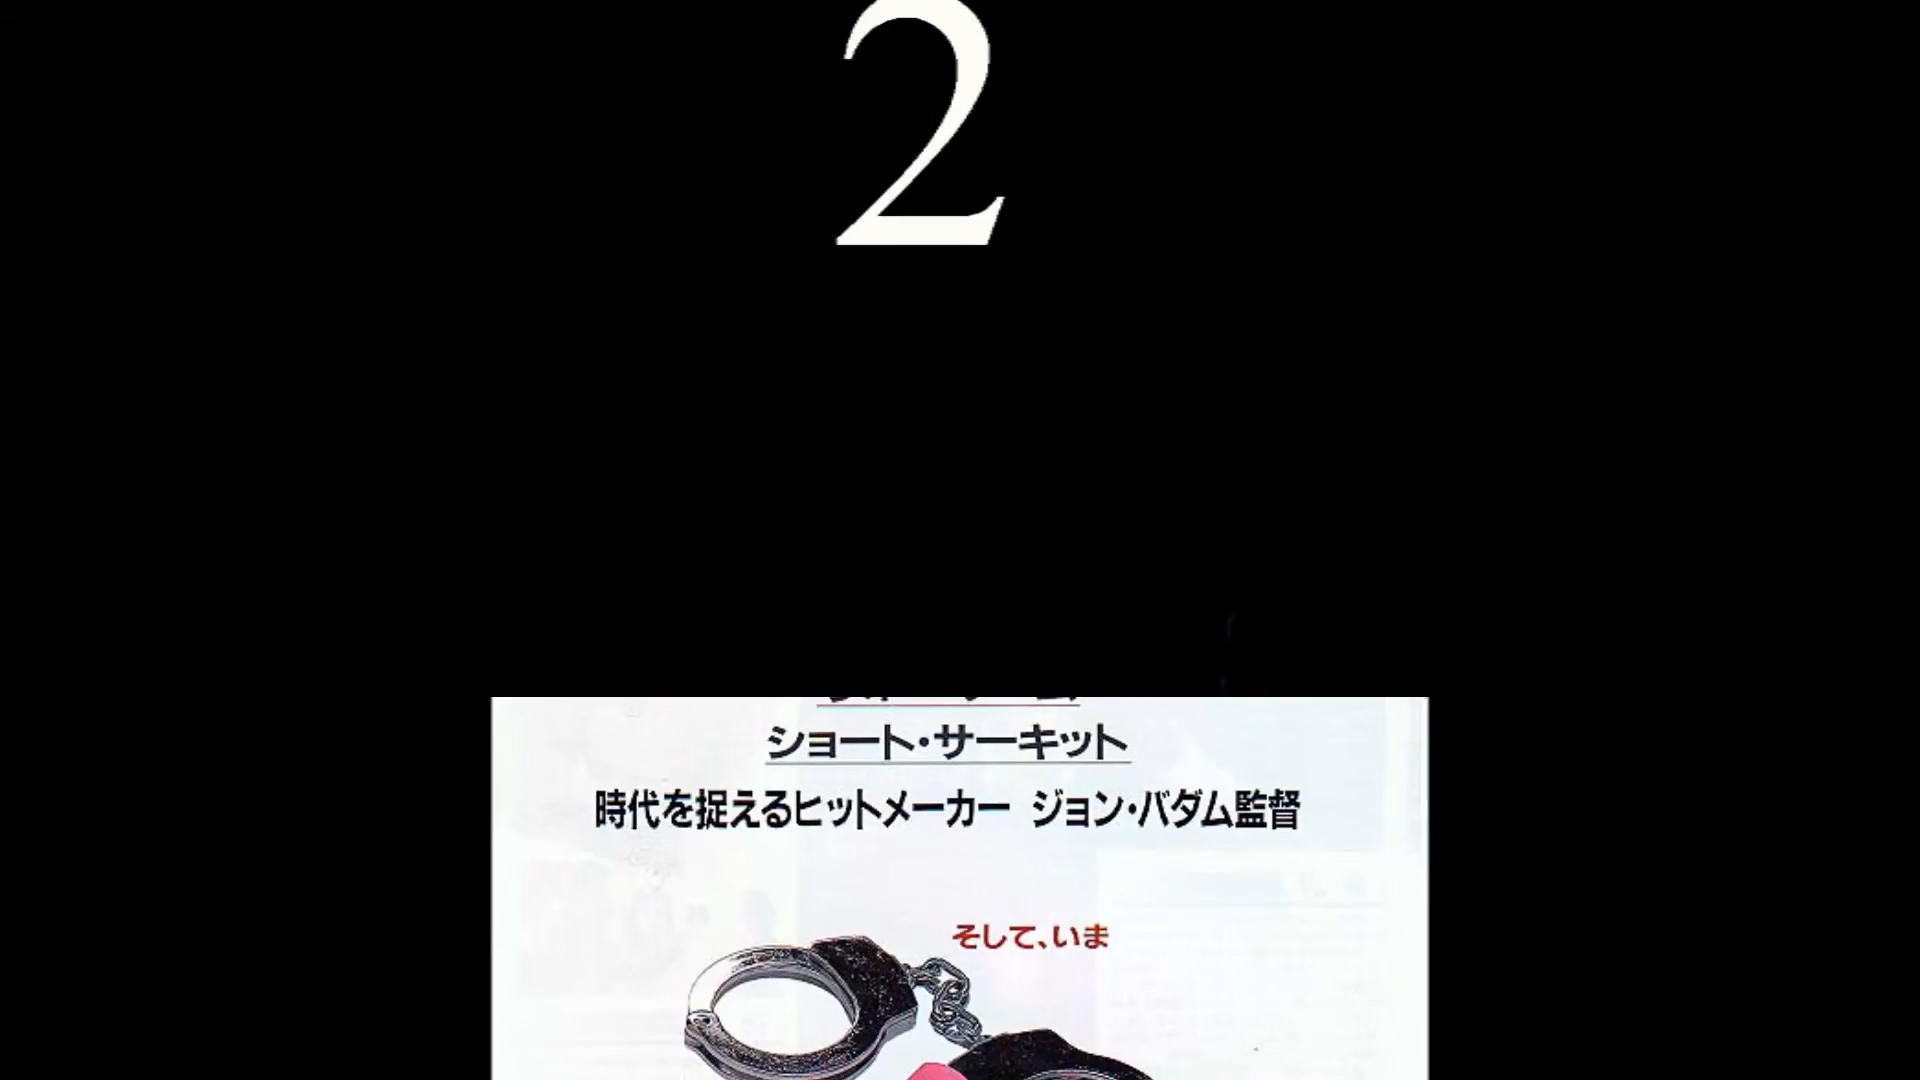 2
ショート・サーキット
時代を捉えるヒットメーカー ジョン・バダム監督
そして、いま